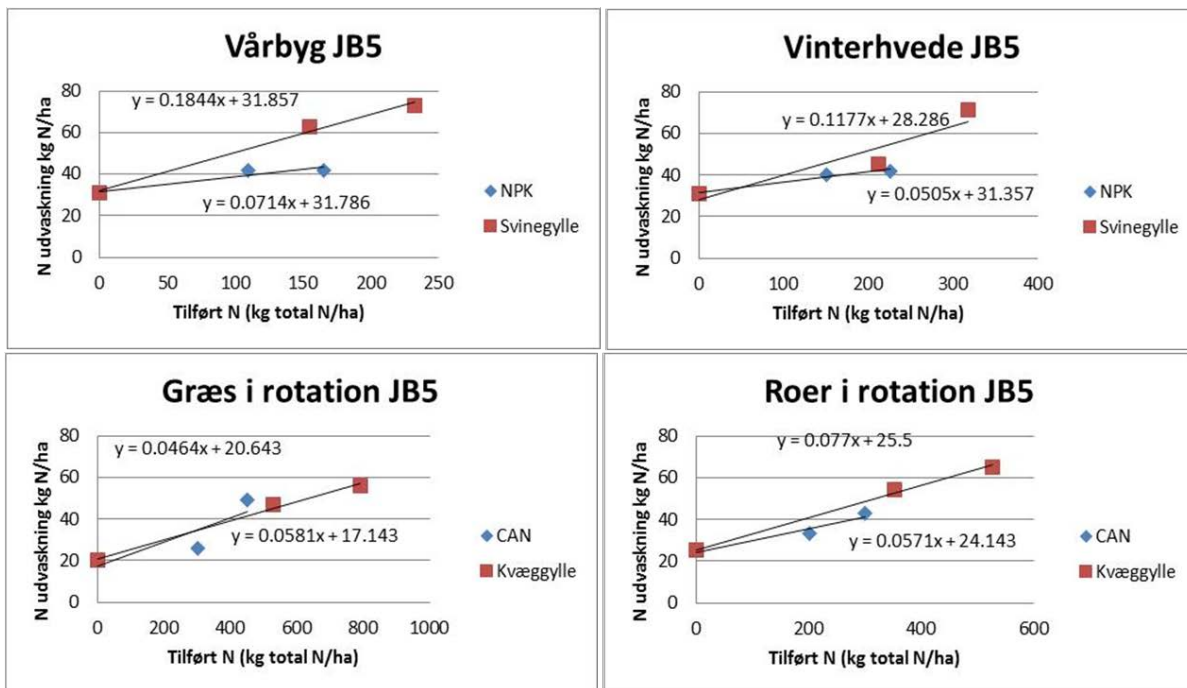 Vårbyg JB5
N udvaskning kg N/ha
80
60
40
20
0
y = 0.1844x + 31.857
y = 0.0714x + 31.786
0 50 100 150 200 250
Tilført N (kg total N/ha)
NPK
Svinegylle
Vinterhvede JB5
N udvaskning kg N/ha
80
60
40
20
0
y = 0.1177x + 28.286
y = 0.0505x + 31.357
0 100 200 300 400
Tilført N (kg total N/ha)
NPK
Svinegylle
Græs i rotation JB5
N udvaskning kg N/ha
80
60
40
20
0
y = 0.0464x + 20.643
y = 0.0581x + 17.143
0 200 400 600 800 1000
Tilført N (kg total N/ha)
CAN
Kvæggylle
Roer i rotation JB5
N udvaskning kg N/ha
80
60
40
20
0
y = 0.077x + 25.5
y = 0.0571x + 24.143
0 200 400 600
Tilført N (kg total N/ha)
CAN
Kvæggylle